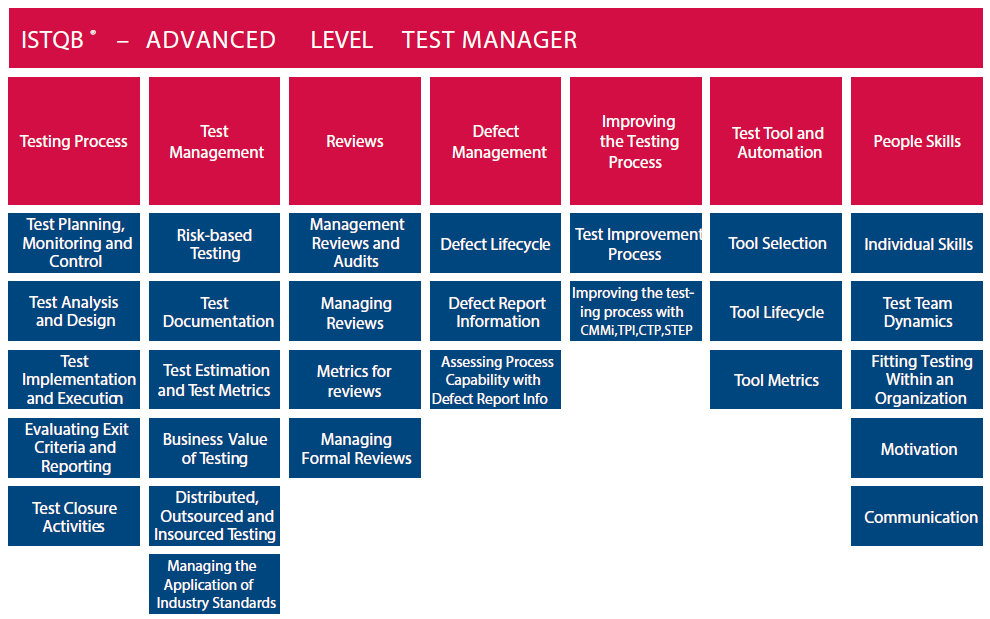 ISTQB® – ADVANCED LEVEL TEST MANAGER
Testing Process
Test
Management
Reviews
Defect
Management
Improving
the Testing
Process
Test Tool and
Automation
People Skills
Test Planning,
Monitoring and
Control
Risk-based
Testing
Management
Reviews and
Audits
Defect Lifecycle
Test Improvement
Process
Tool Selection
Individual Skills
Test Analysis
and Design
Test
Documentation
Managing
Reviews
Defect Report
Information
Improving the test-
ing process with
CMMi,TPI,CTP,STEP
Tool Lifecycle
Test Team
Dynamics
Test
Implementation
and Execution
Test Estimation
and Test Metrics
Metrics for
reviews
Assessing Process
Capability with
Defect Report Info
Tool Metrics
Fitting Testing
Within an
Organization
Evaluating Exit
Criteria and
Reporting
Business Value
of Testing
Managing
Formal Reviews
Motivation
Test Closure
Activities
Distributed,
Outsourced and
Insourced Testing
Communication
Managing the
Application of
Industry Standards